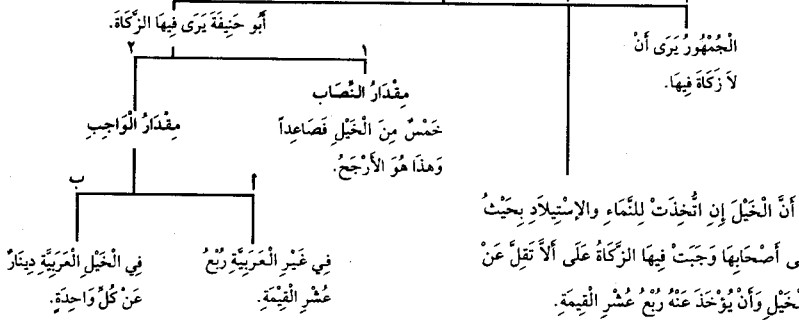 الْجُمْهُورُ يَرَى أَنْ
لاَ زَكَاةَ فِيهَا.
أَبُو حَنِيفَةَ يَرَى فِيهَا الزَّكَاةَ.
١
٢
مِقْدَارُ النِّصَابِ
خَمْسٌ مِنَ الْخَيْلِ فَصَاعِداً
وَهذَا هُوَ الأَرْجَحُ.
مِقْدَارُ الْوَاجِبِ
أ
ب
فِي غَيْرِ الْعَرَبِيَّةِ رُبْعُ
عُشْرِ الْقِيْمَةِ.
فِي الْخَيْلِ الْعَرَبِيَّةِ دِينَارٌ
عَنْ كُلِّ وَاحِدَةٍ.
أَنَّ الْخَيْلَ إِنِ اتُّخِذَتْ لِلنَّمَاءِ والإسْتِيلاَدِ بِحَيْثُ
أَصْحَابِهَا وَجَبَتْ فِيهَا الزَّكَاةُ عَلَى أَلاَّ تَقِلَّ عَنْ
الْخَيْلِ وَأَنْ يُؤْخَذَ عَنْهُ رُبْعُ عُشْرِ الْقِيمَةِ.